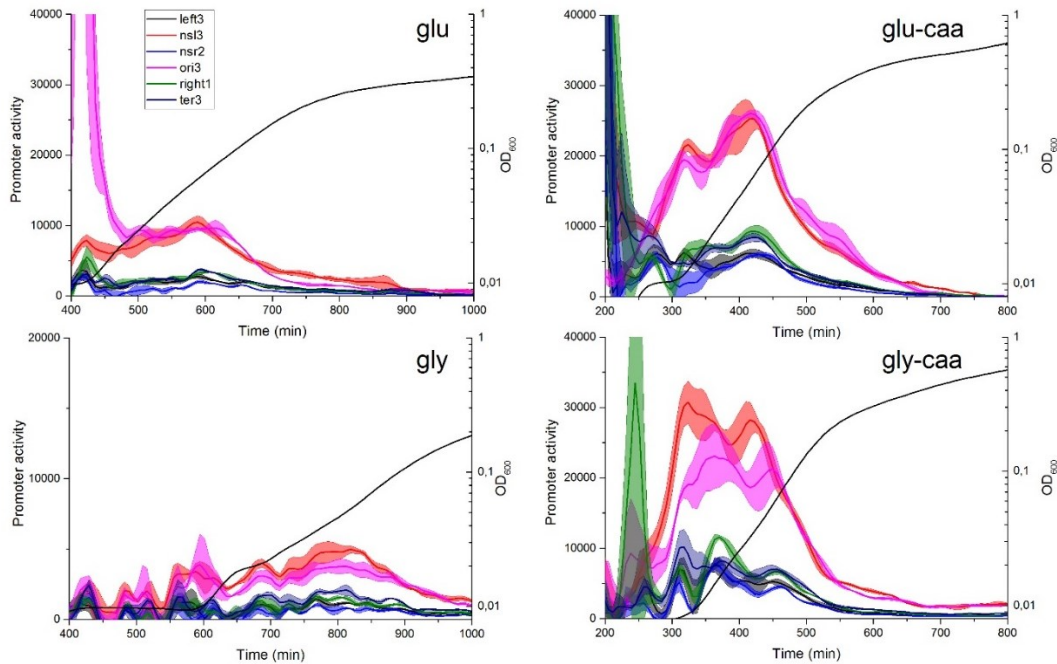 glu
left3
nsl3
nsr2
ori3
right1
ter3
Promoter activity
40000
30000
20000
10000
0
400 500 600 700 800 900 1000
Time (min)
1
0,1
0,01
OD600
glu-caa
Promoter activity
40000
30000
20000
10000
0
200 300 400 500 600 700 800
Time (min)
1
0,1
0,01
OD600
gly
Promoter activity
20000
10000
0
400 500 600 700 800 900 1000
Time (min)
1
0,1
0,01
OD600
gly-caa
Promoter activity
40000
30000
20000
10000
0
200 300 400 500 600 700 800
Time (min)
1
0,1
0,01
OD600